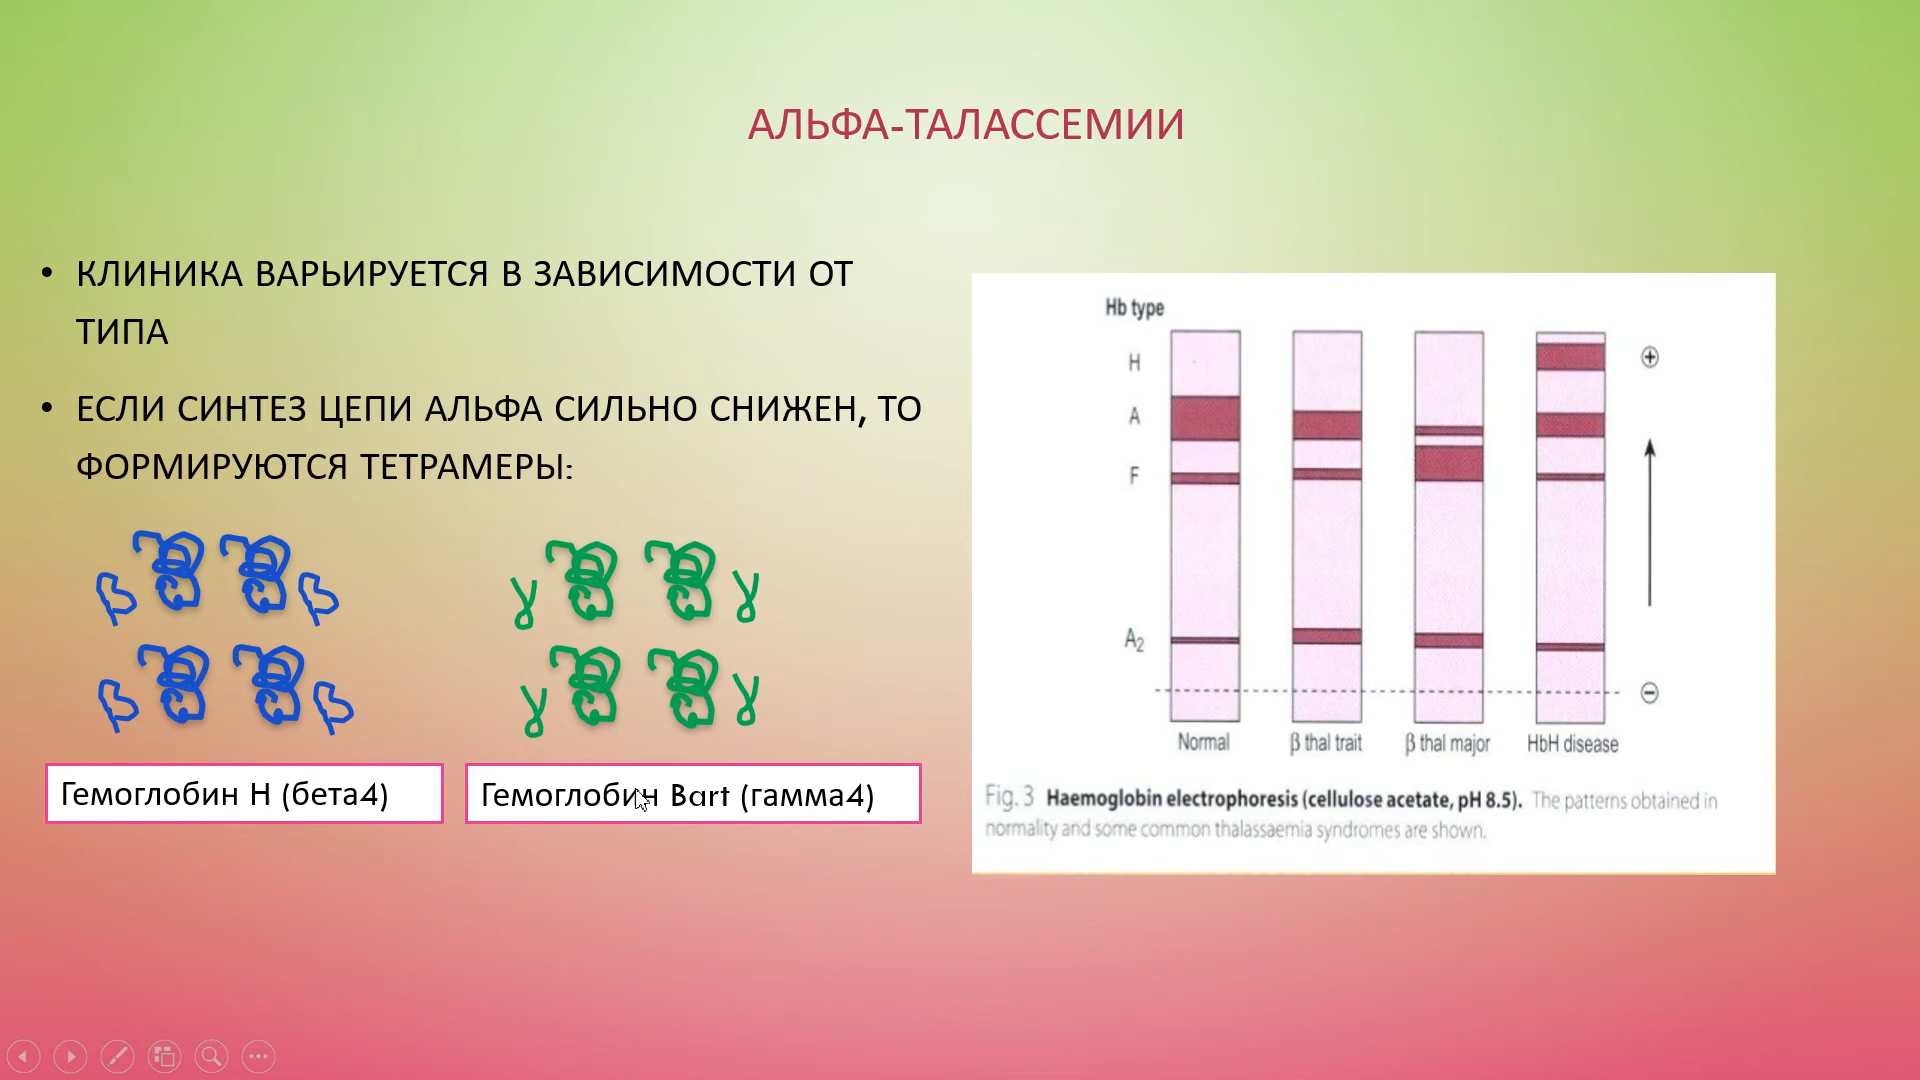 АЛЬФА-ТАЛАССЕМИИ
• КЛИНИКА ВАРЬИРУЕТСЯ В ЗАВИСИМОСТИ ОТ
ТИПА
• ЕСЛИ СИНТЕЗ ЦЕПИ АЛЬФА СИЛЬНО СНИЖЕН, ТО
ФОРМИРУЮТСЯ ТЕТРАМЕРЫ:
β β
β β
γ γ
γ γ
Гемоглобин H (бета4)
Гемоглобин Bart (гамма4)
Hb type
H
A
F
A₂
+
−
Normal
β thal trait
β thal major
HbH disease
Fig. 3 Haemoglobin electrophoresis (cellulose acetate, pH 8.5). The patterns obtained in
normality and some common thalassaemia syndromes are shown.